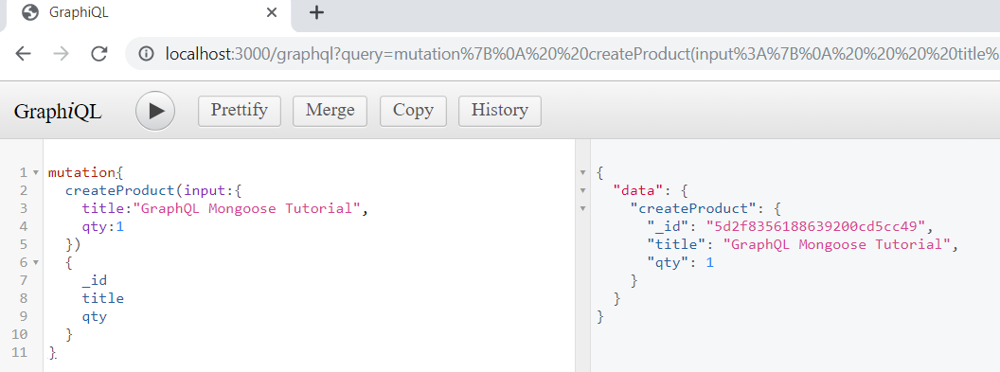 GraphiQL
localhost:3000/graphql?query=mutation%7B%0A%20%20createProduct(input%3A%7B%0A%20%20%20%20title%
GraphiQL Prettify Merge Copy History
1 mutation{
2 createProduct(input:{
3 title:"GraphQL Mongoose Tutorial",
4 qty:1
5 })
6 {
7 _id
8 title
9 qty
10 }
11 }
{
"data": {
"createProduct": {
"_id": "5d2f8356188639200cd5cc49",
"title": "GraphQL Mongoose Tutorial",
"qty": 1
}
}
}